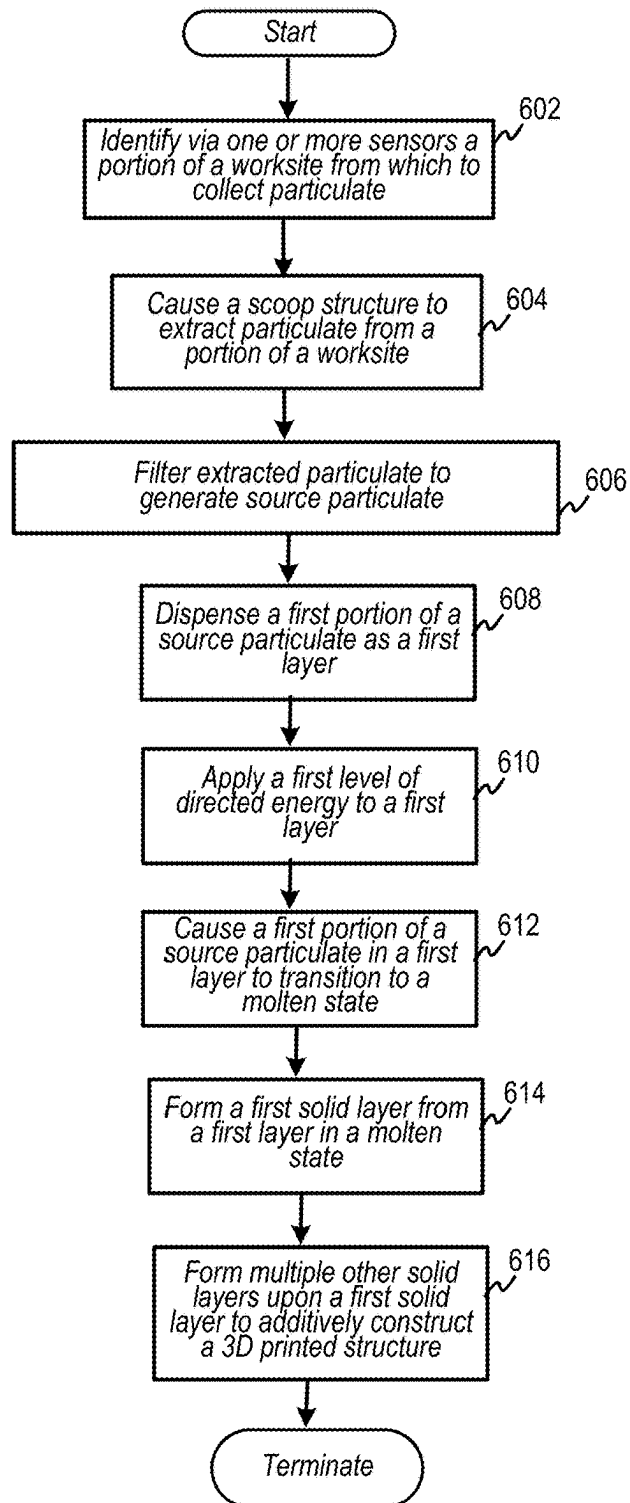 Start
602
Identify via one or more sensors a
portion of a worksite from which to
collect particulate
Cause a scoop structure to
extract particulate from a
portion of a worksite
604
Filter extracted particulate to
generate source particulate
606
Dispense a first portion of a
source particulate as a first
layer
608
Apply a first level of
directed energy to a first
layer
610
Cause a first portion of a
source particulate in a first
layer to transition to a
molten state
612
Form a first solid layer from
a first layer in a molten
state
614
Form multiple other solid
layers upon a first solid
layer to additively construct
a 3D printed structure
616
Terminate